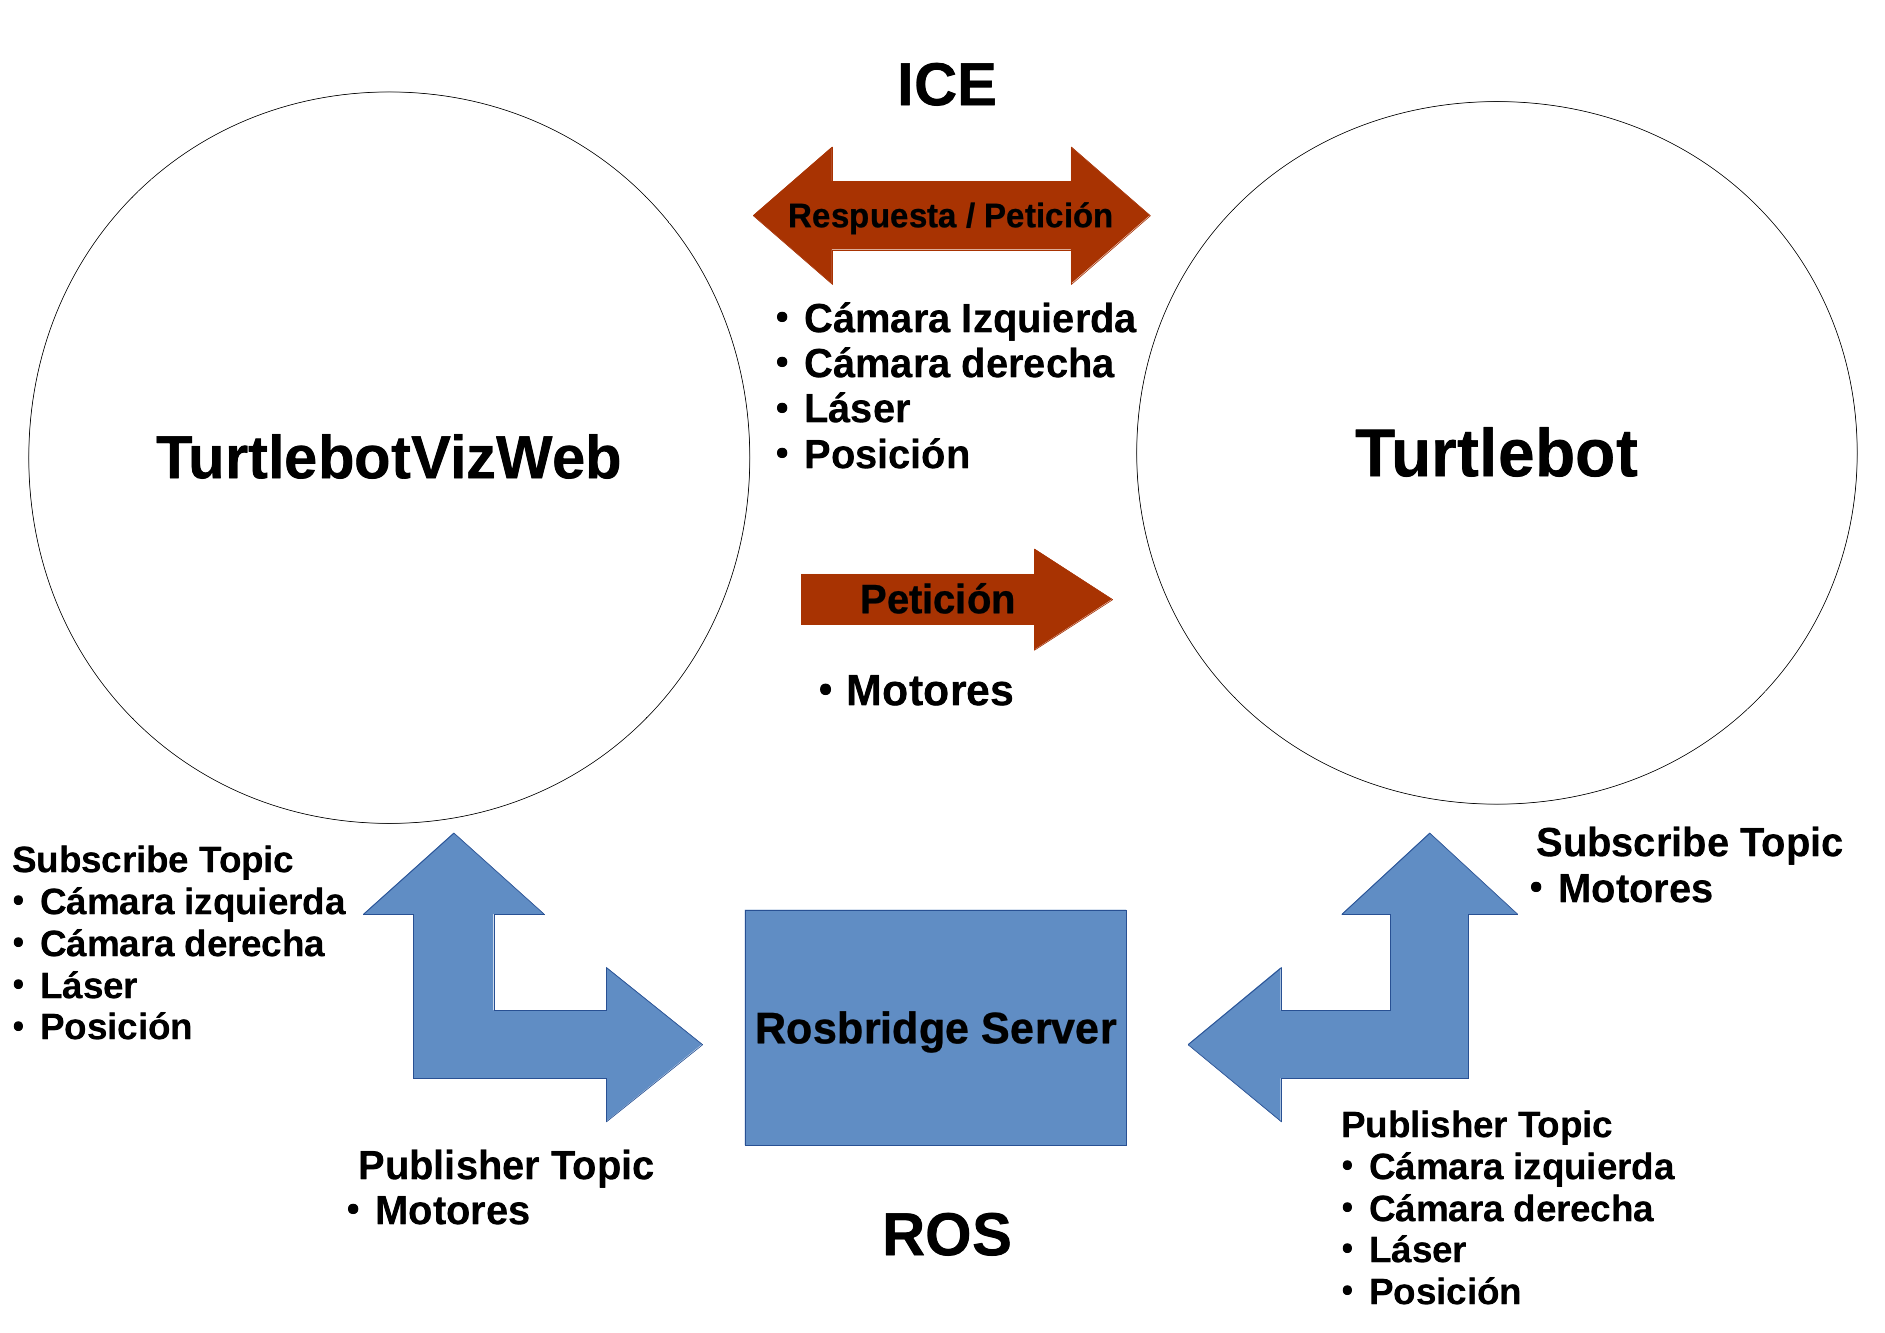 ICE
Respuesta / Petición
• Cámara Izquierda
• Cámara derecha
• Láser
• Posición
TurtlebotVizWeb
Turtlebot
Petición
• Motores
Subscribe Topic
• Cámara izquierda
• Cámara derecha
• Láser
• Posición
Subscribe Topic
• Motores
Rosbridge Server
Publisher Topic
• Motores
Publisher Topic
• Cámara izquierda
• Cámara derecha
• Láser
• Posición
ROS